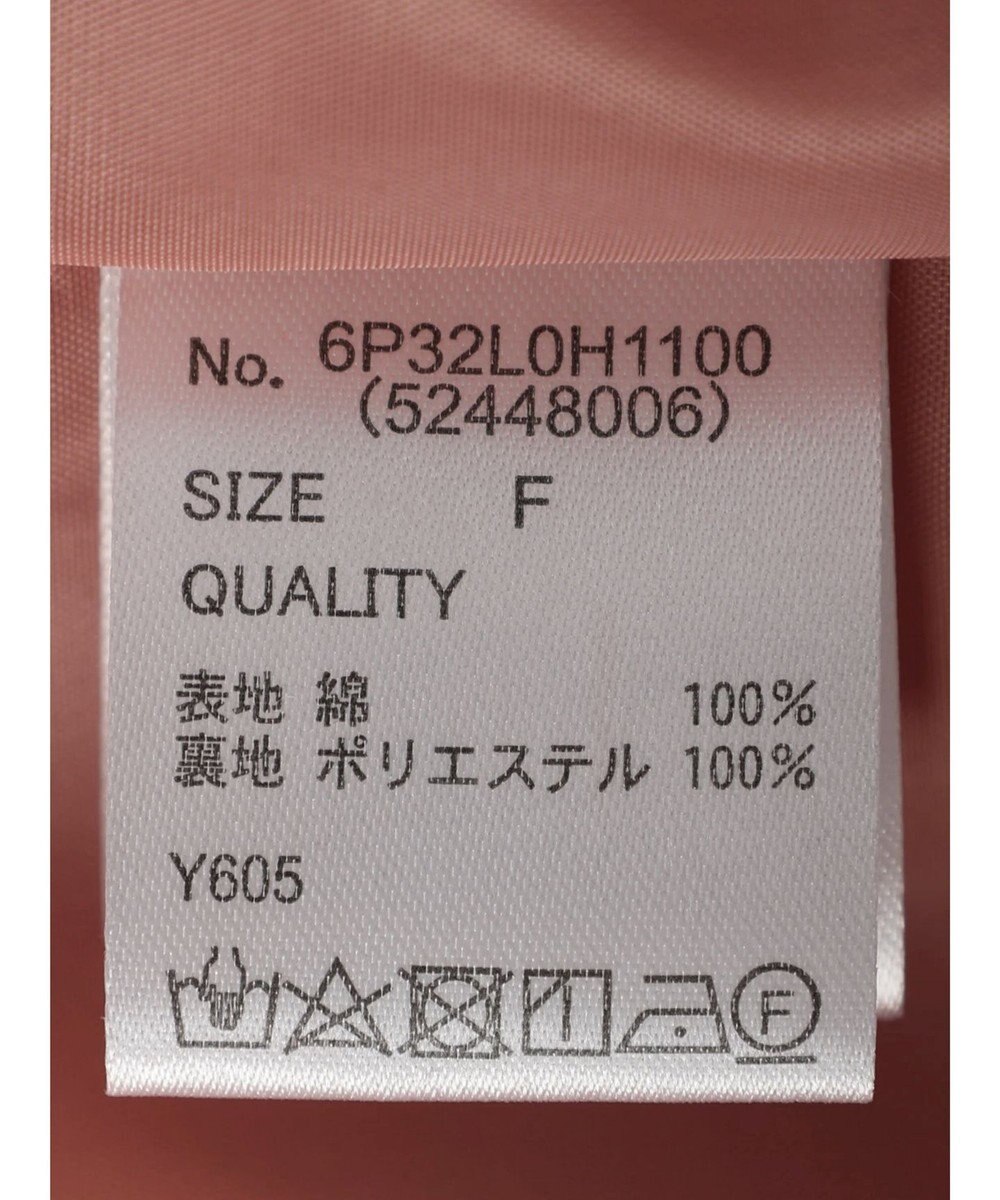 No. 6P32L0H1100
(52448006)
SIZE F
QUALITY
表地 綿 100%
裏地 ポリエステル 100%
Y605
F